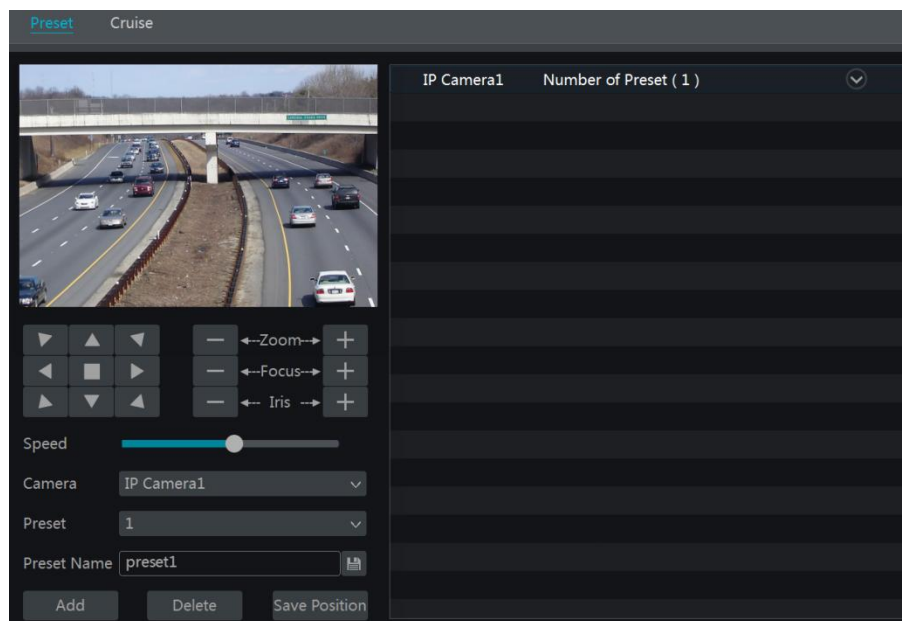 Preset Cruise
IP Camera1 Number of Preset ( 1 )
Zoom
Focus
Iris
Speed
Camera IP Camera1
Preset 1
Preset Name preset1
Add Delete Save Position